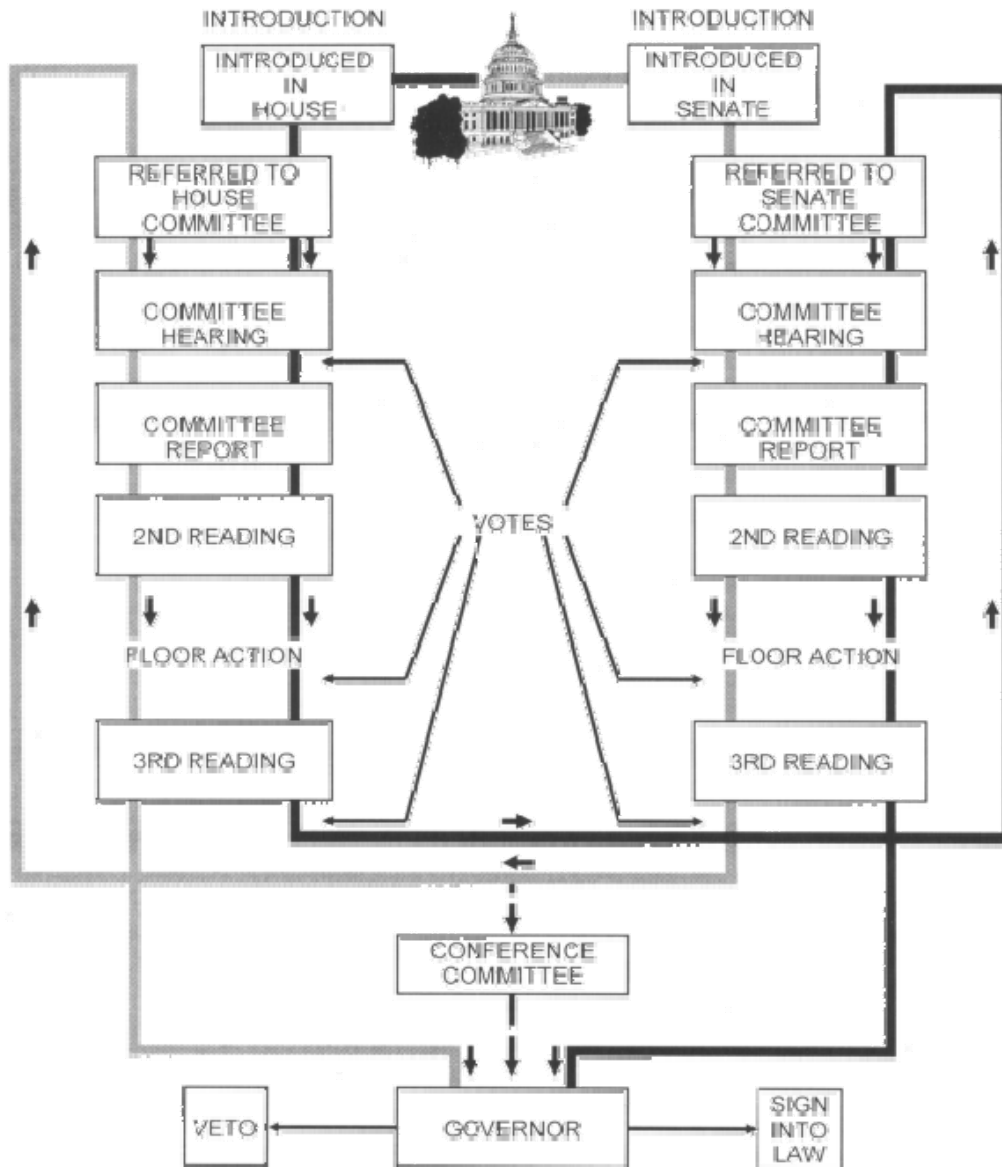 INTRODUCTION
INTRODUCTION
INTRODUCED
IN
HOUSE
INTRODUCED
IN
SENATE
REFERRED TO
HOUSE
COMMITTEE
REFERRED TO
SENATE
COMMITTEE
COMMITTEE
HEARING
COMMITTEE
HEARING
COMMITTEE
REPORT
COMMITTEE
REPORT
2ND READING
VOTES
2ND READING
FLOOR ACTION
FLOOR ACTION
3RD READING
3RD READING
CONFERENCE
COMMITTEE
VETO
GOVERNOR
SIGN
INTO
LAW